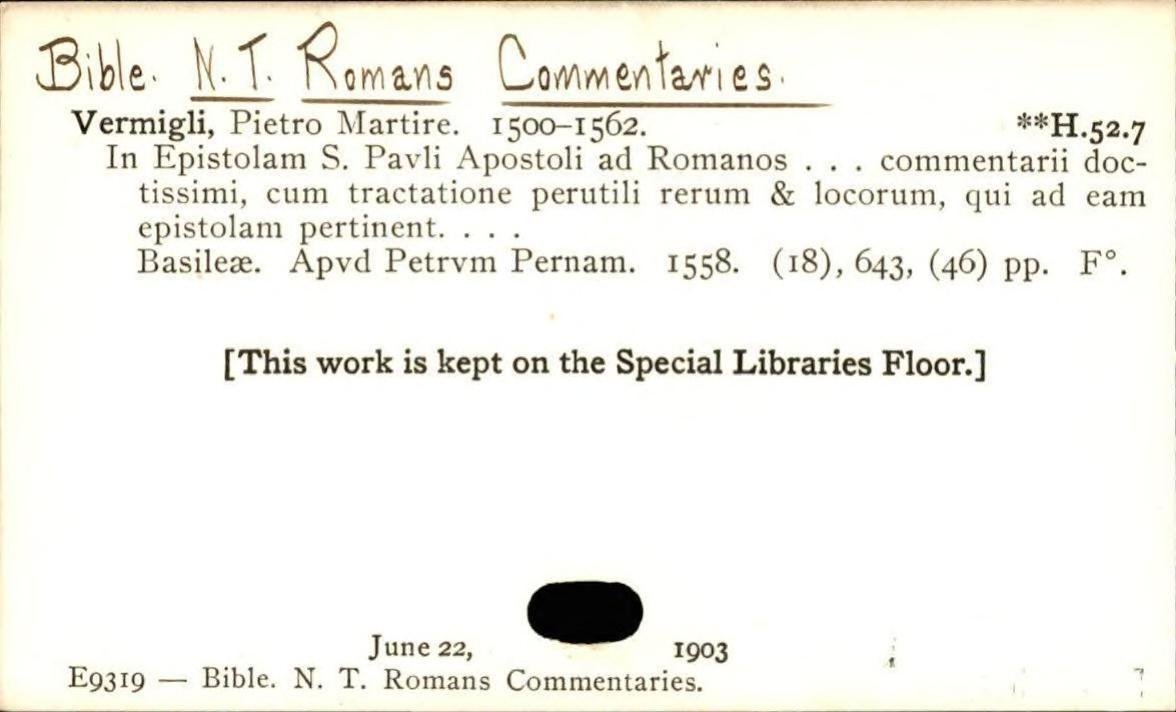 Bible. N. T. Romans Commentaries.
Vermigli, Pietro Martire. 1500–1562. **H.52.7
In Epistolam S. Pavli Apostoli ad Romanos . . . commentarii doc-
tissimi, cum tractatione perutili rerum & locorum, qui ad eam
epistolam pertinent. . . .
Basileæ. Apvd Petrvm Pernam. 1558. (18), 643, (46) pp. F°.
[This work is kept on the Special Libraries Floor.]
June 22, 1903
E9319 — Bible. N. T. Romans Commentaries.